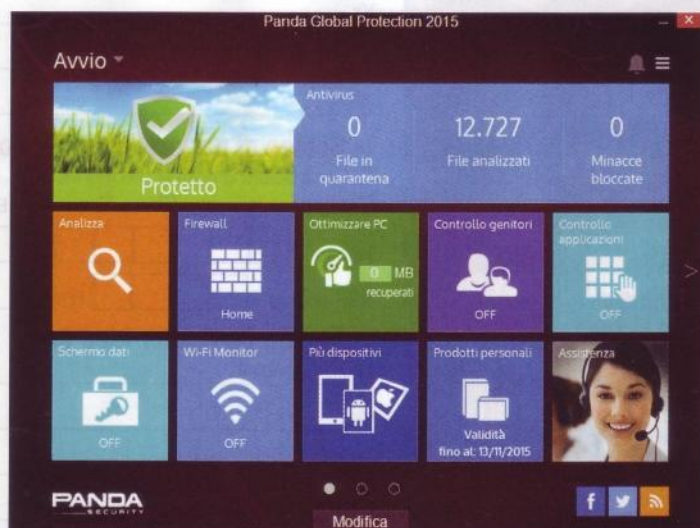 Panda Global Protection 2015
Avvio
Antivirus
0
12.727
0
File in
quarantena
File analizzati
Minacce
bloccate
Protetto
Analizza
Firewall
Home
Ottimizzare PC
0 MB
recuperati
Controllo genitori
OFF
Controllo
applicazioni
OFF
Schermo dati
OFF
Wi-Fi Monitor
OFF
Più dispositivi
Prodotti personali
Validità
fino al: 13/11/2015
Assistenza
PANDA
SECURITY
Modifica